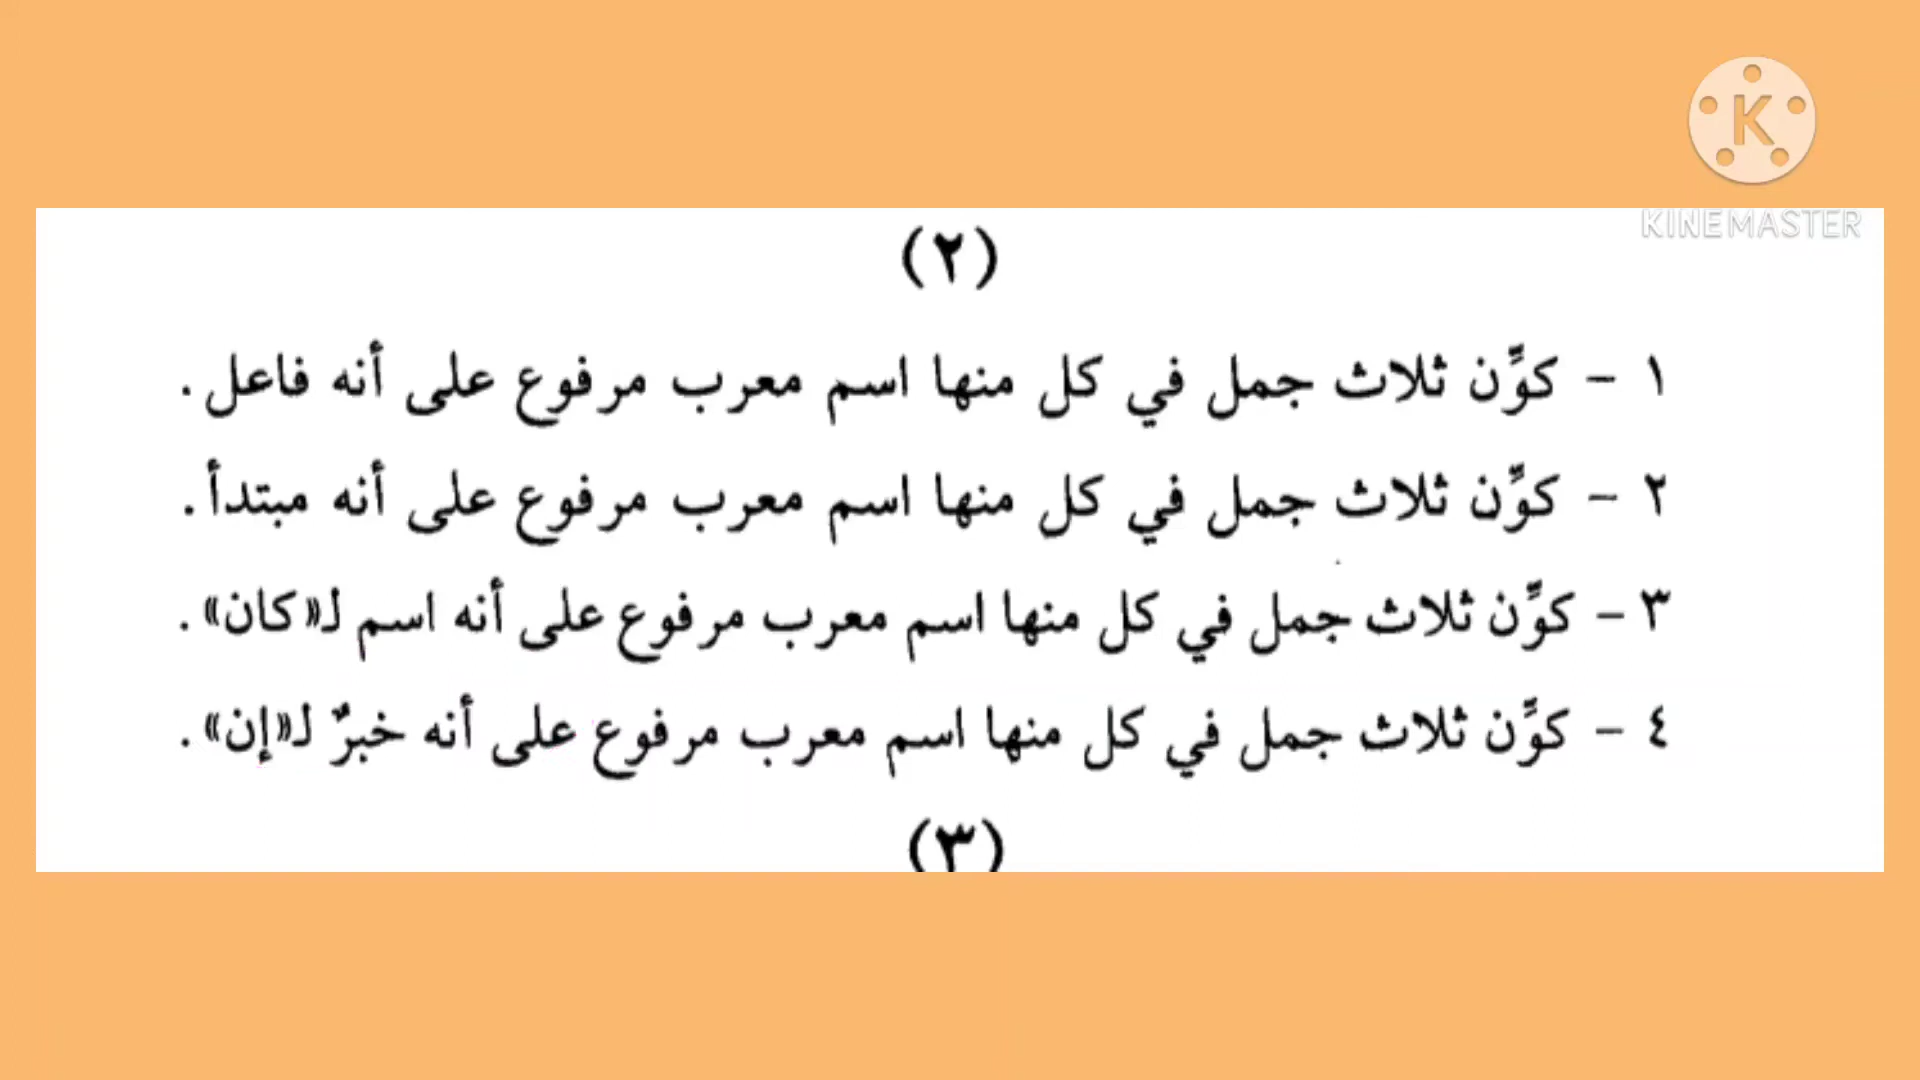 K
KINEMASTER
(٢)
١ - كوِّن ثلاث جمل في كل منها اسم معرب مرفوع على أنه فاعل .
٢ - كوِّن ثلاث جمل في كل منها اسم معرب مرفوع على أنه مبتدأ .
٣ - كوِّن ثلاث جمل في كل منها اسم معرب مرفوع على أنه اسم لـ«كان» .
٤ - كوِّن ثلاث جمل في كل منها اسم معرب مرفوع على أنه خبرٌ لـ«إن» .
(٣)